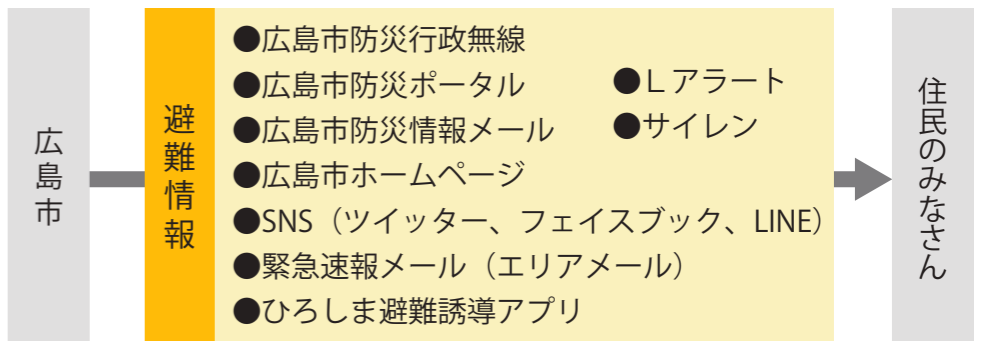 広島市
避難情報
●広島市防災行政無線
●広島市防災ポータル
●Lアラート
●広島市防災情報メール
●サイレン
●広島市ホームページ
●SNS（ツイッター、フェイスブック、LINE）
●緊急速報メール（エリアメール）
●ひろしま避難誘導アプリ
住民のみなさん